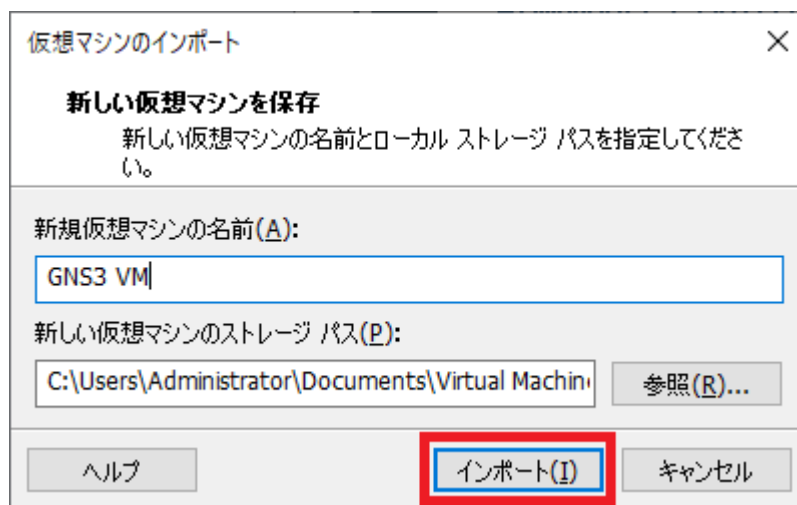 仮想マシンのインポート
新しい仮想マシンを保存
新しい仮想マシンの名前とローカル ストレージ パスを指定してくださ
い。
新規仮想マシンの名前(A):
GNS3 VM
新しい仮想マシンのストレージ パス(P):
C:\Users\Administrator\Documents\Virtual Machin
参照(R)...
ヘルプ
インポート(I)
キャンセル